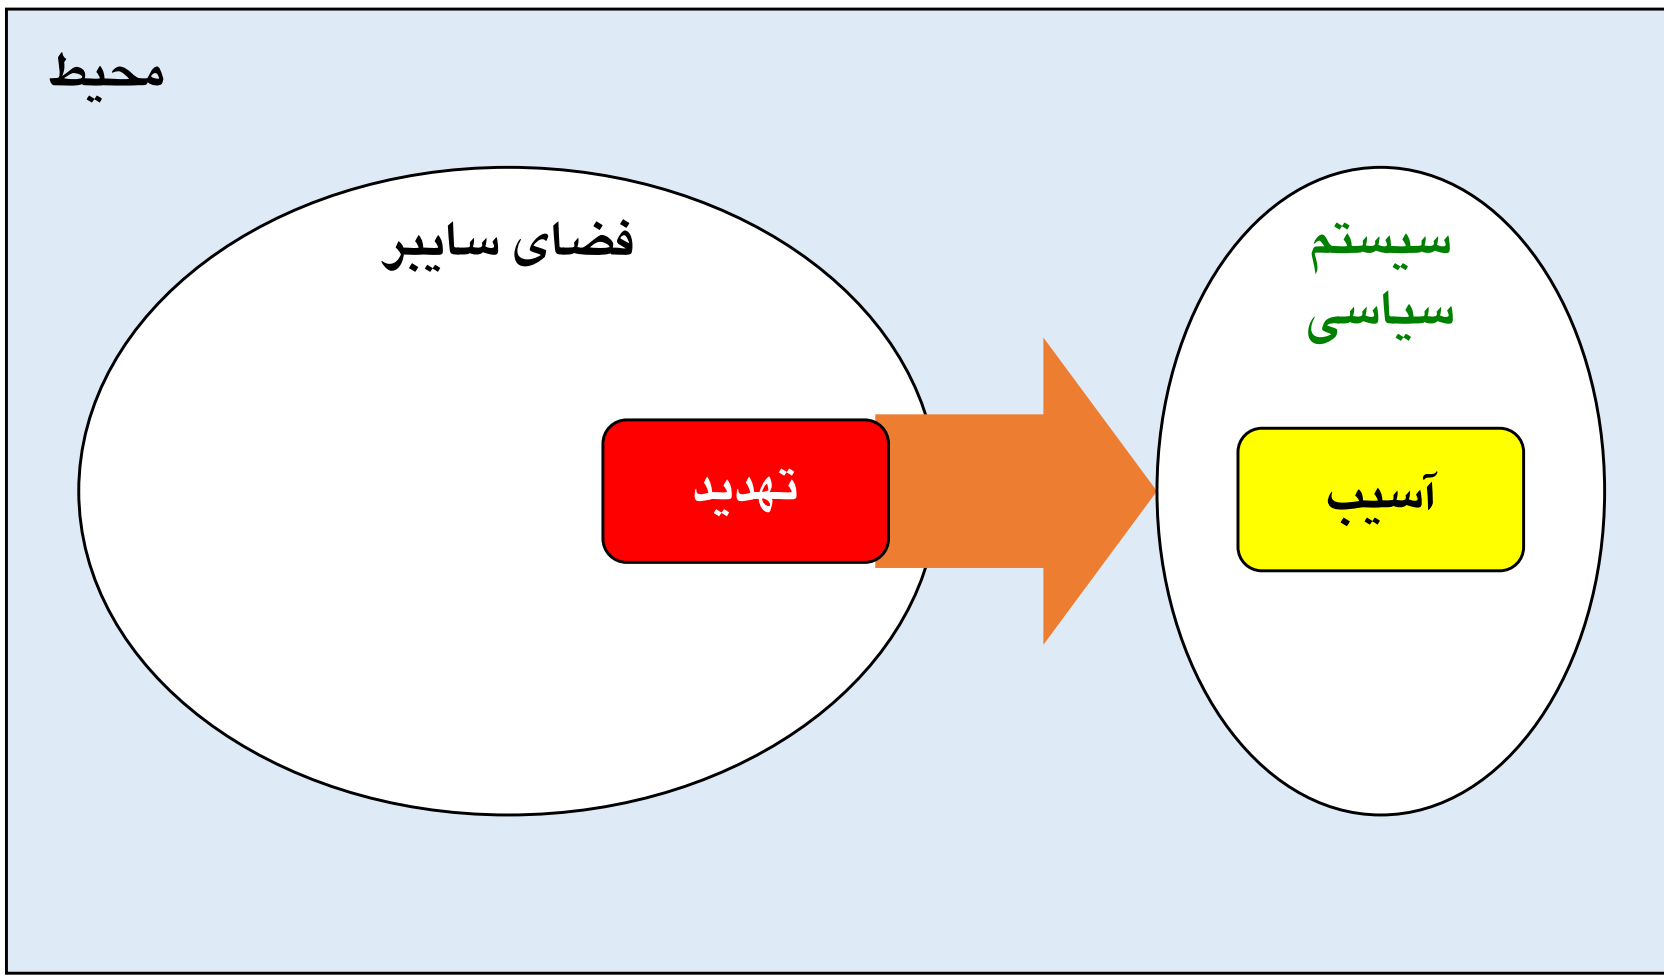 محیط
فضای سایبر
سیستم
سیاسی
تهدید
آسیب